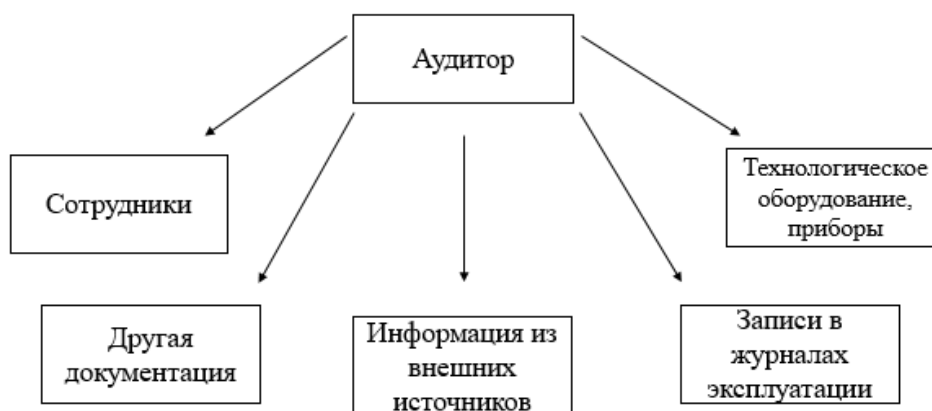 Аудитор
Сотрудники
Технологическое
оборудование,
приборы
Другая
документация
Информация из
внешних
источников
Записи в
журналах
эксплуатации